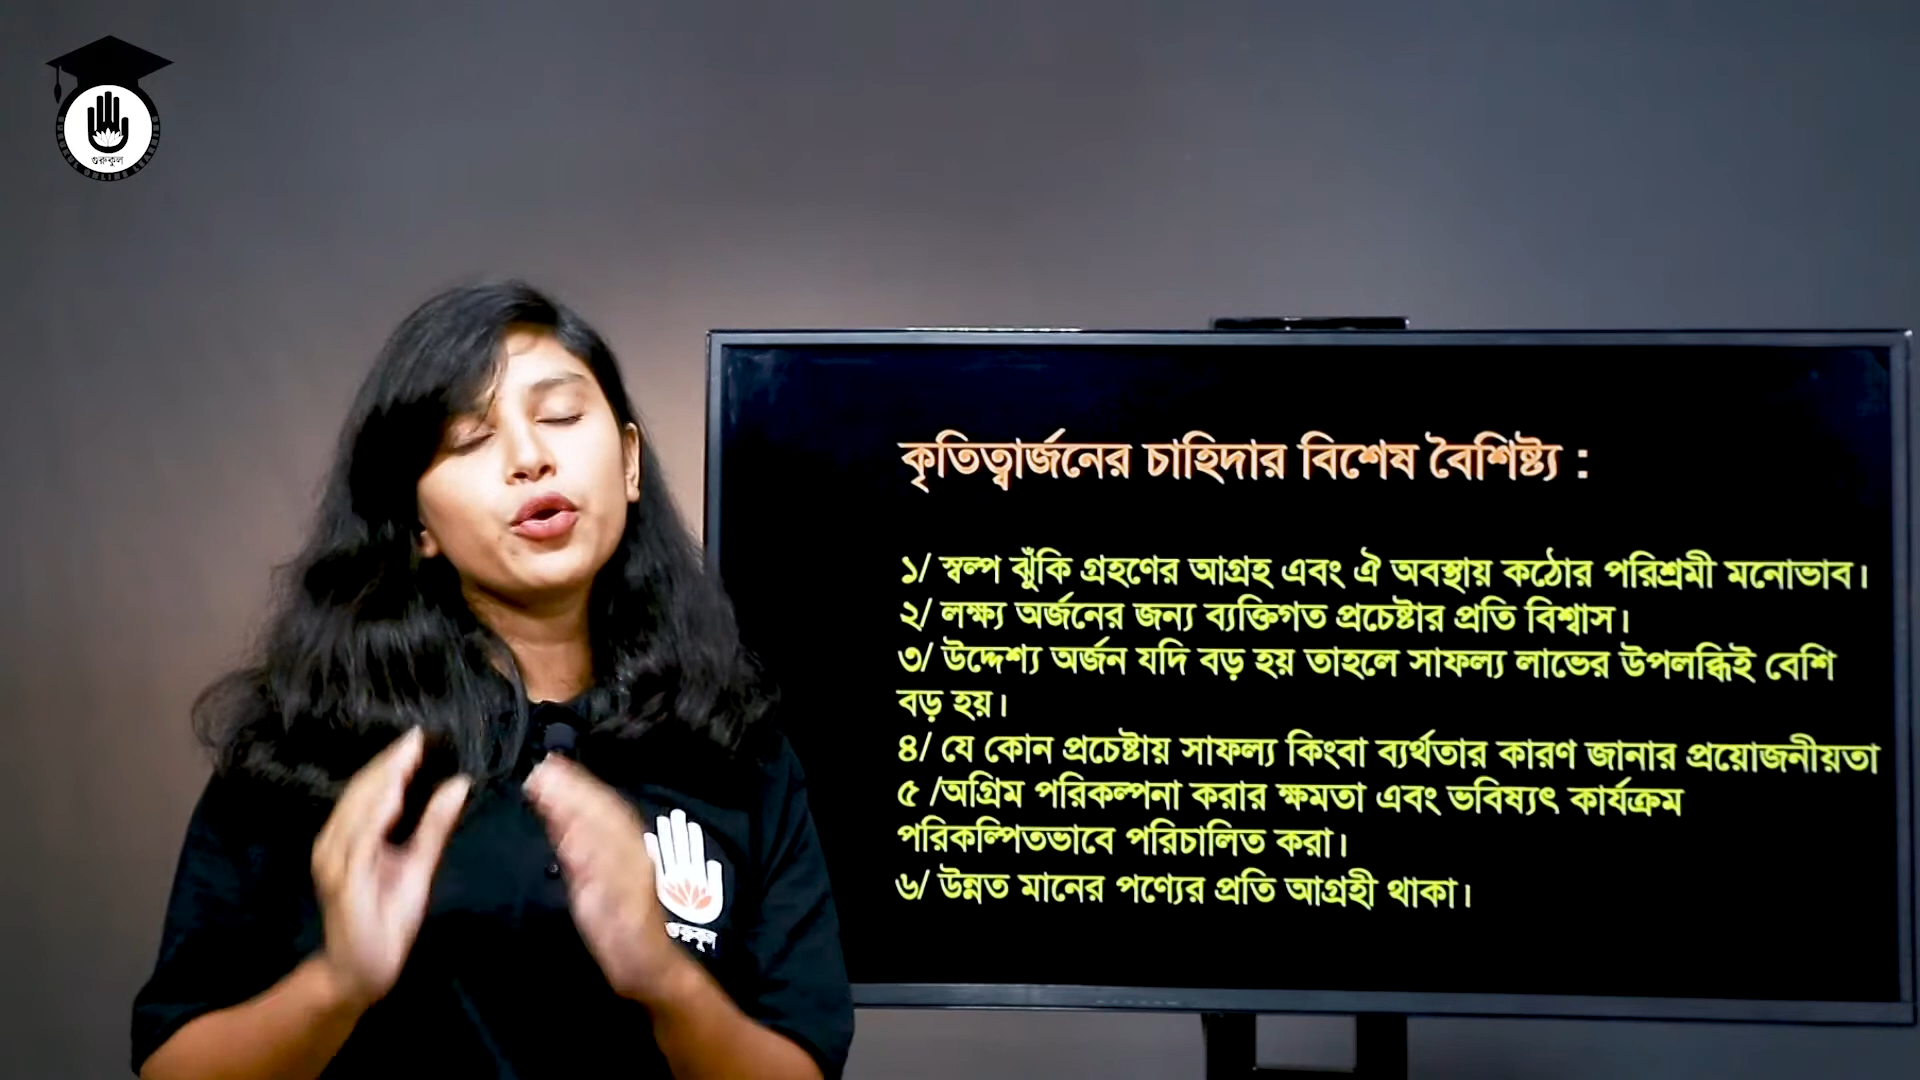 গুরুকুল
GURUKUL ONLINE LEARNING
কৃতিত্বার্জনের চাহিদার বিশেষ বৈশিষ্ট্য :
১/ স্বল্প ঝুঁকি গ্রহণের আগ্রহ এবং ঐ অবস্থায় কঠোর পরিশ্রমী মনোভাব।
২/ লক্ষ্য অর্জনের জন্য ব্যক্তিগত প্রচেষ্টার প্রতি বিশ্বাস।
৩/ উদ্দেশ্য অর্জন যদি বড় হয় তাহলে সাফল্য লাভের উপলব্ধিই বেশি
বড় হয়।
৪/ যে কোন প্রচেষ্টায় সাফল্য কিংবা ব্যর্থতার কারণ জানার প্রয়োজনীয়তা
৫ /অগ্রিম পরিকল্পনা করার ক্ষমতা এবং ভবিষ্যৎ কার্যক্রম
পরিকল্পিতভাবে পরিচালিত করা।
৬/ উন্নত মানের পণ্যের প্রতি আগ্রহী থাকা।
গুরুকুল